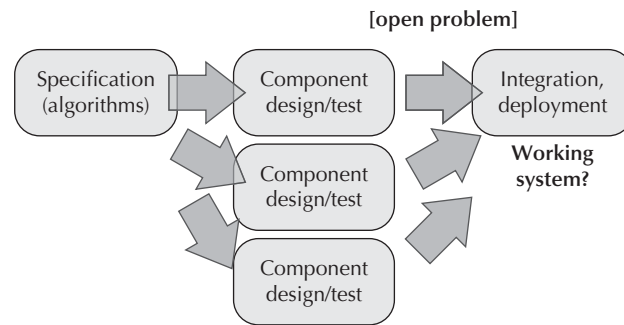 [open problem]
Specification
(algorithms)
Component
design/test
Integration,
deployment
Component
design/test
Working
system?
Component
design/test